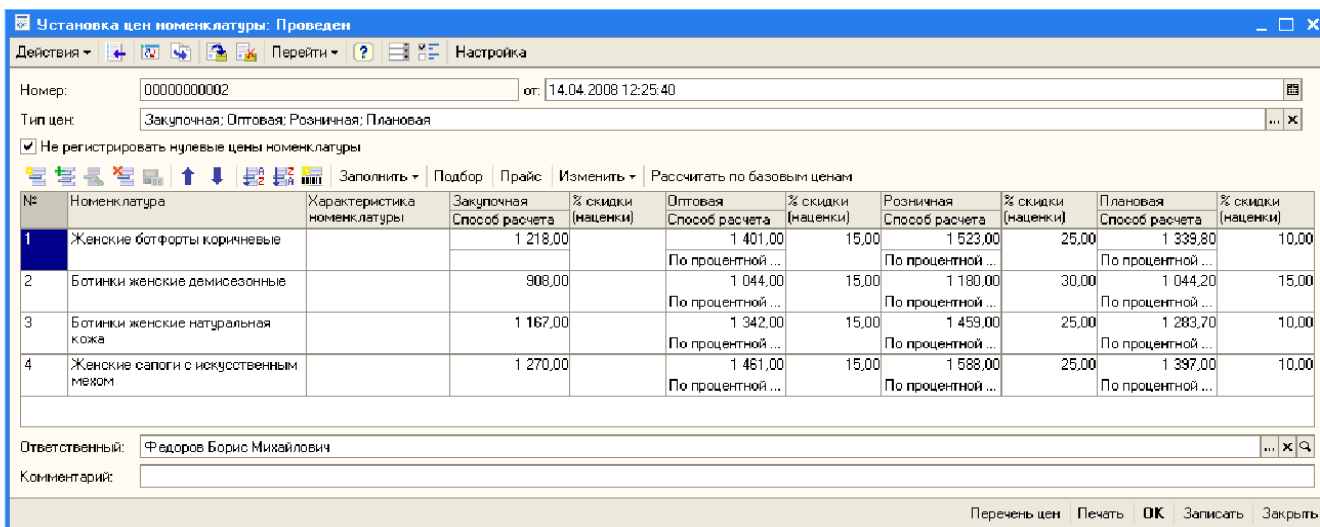 Установка цен номенклатуры: Проведен
Действия Перейти Настройка
Номер: 00000000002 от: 14.04.2008 12:25:40
Тип цен: Закупочная; Оптовая; Розничная; Плановая ...
Не регистрировать нулевые цены номенклатуры
Заполнить Подбор Прайс Изменить Рассчитать по базовым ценам
№ Номенклатура Характеристика Закупочная % скидки Оптовая % скидки Розничная % скидки Плановая % скидки
номенклатуры Способ расчета (наценки) Способ расчета (наценки) Способ расчета (наценки) Способ расчета (наценки)
1 Женские ботфорты коричневые 1 218,00 1 401,00 15,00 1 523,00 25,00 1 339,80 10,00
По процентной ... По процентной ... По процентной ...
2 Ботинки женские демисезонные 908,00 1 044,00 15,00 1 180,00 30,00 1 044,20 15,00
По процентной ... По процентной ... По процентной ...
3 Ботинки женские натуральная 1 167,00 1 342,00 15,00 1 459,00 25,00 1 283,70 10,00
кожа По процентной ... По процентной ... По процентной ...
4 Женские сапоги с искусственным 1 270,00 1 461,00 15,00 1 588,00 25,00 1 397,00 10,00
мехом По процентной ... По процентной ... По процентной ...
Ответственный: Федоров Борис Михайлович ...
Комментарий:
Перечень цен Печать OK Записать Закрыть